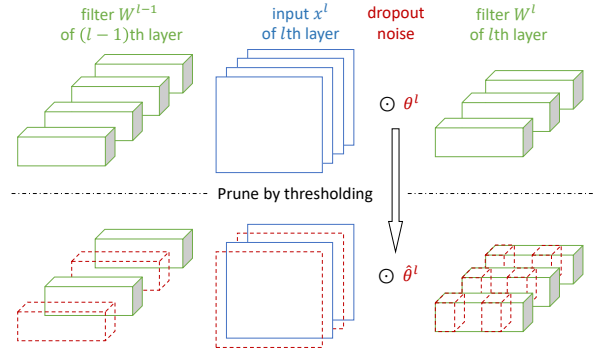 filter W^{l−1}
of (l − 1)th layer
input x^l
of lth layer
dropout
noise
filter W^l
of lth layer
⊙ θ^l
Prune by thresholding
⊙ θ̂^l